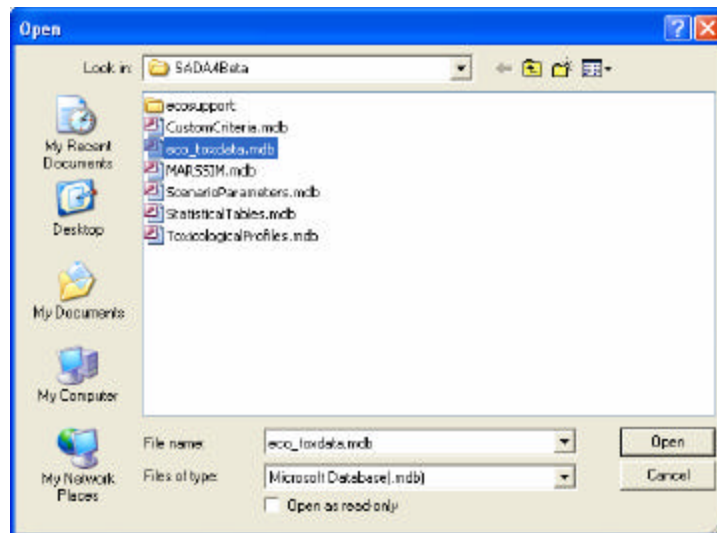 Open
Look in:
SADA4Beta
My Recent
Documents
Desktop
My Documents
My Computer
My Network
Places
ecosupport
CustomCriteria.mdb
eco_toxdata.mdb
MARSSIM.mdb
ScenarioParameters.mdb
StatisticalTables.mdb
ToxicologicalProfiles.mdb
File name:
eco_toxdata.mdb
Open
Files of type:
Microsoft Database(.mdb)
Cancel
Open as read-only